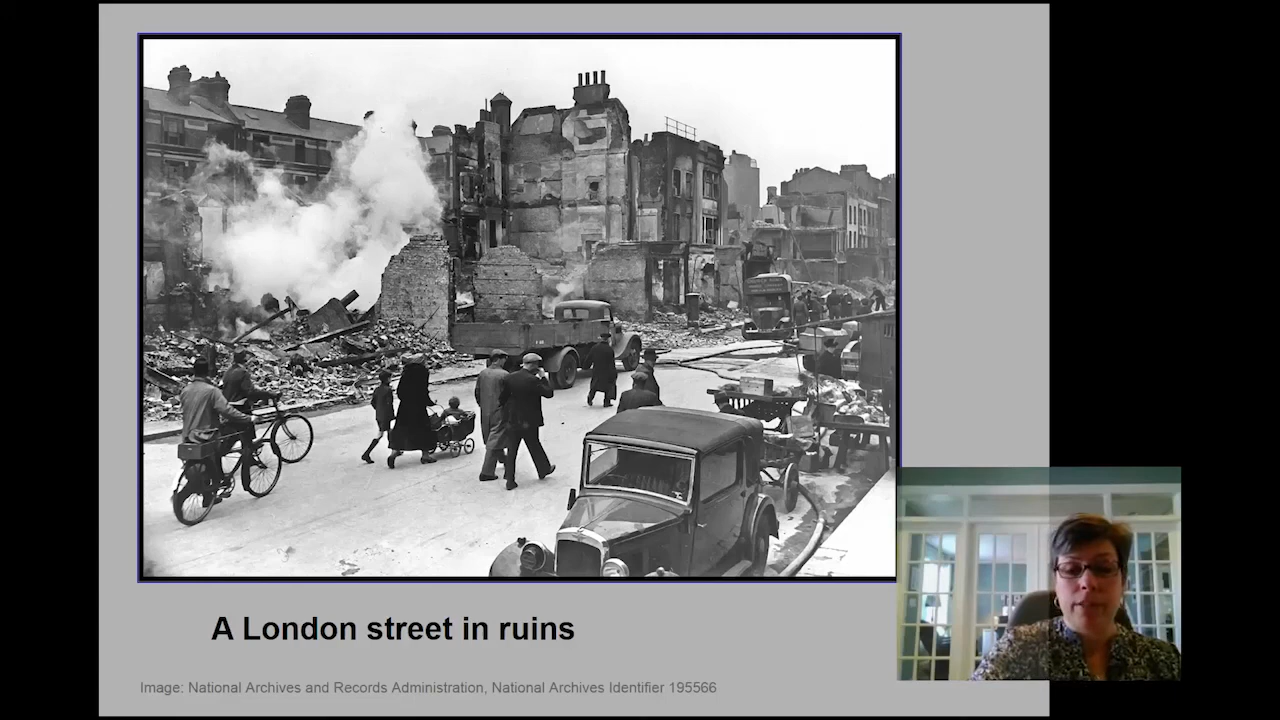 A London street in ruins
Image: National Archives and Records Administration, National Archives Identifier 195566